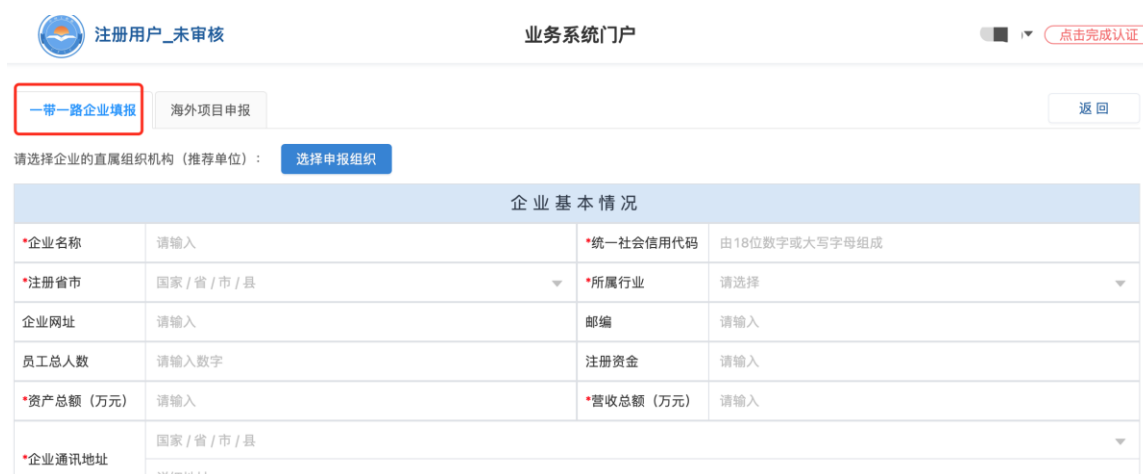 注册用户_未审核
业务系统门户
点击完成认证
一带一路企业填报 海外项目申报 返回
请选择企业的直属组织机构（推荐单位）： 选择申报组织
企业基本情况
*企业名称 请输入 *统一社会信用代码 由18位数字或大写字母组成
*注册省市 国家 / 省 / 市 / 县 *所属行业 请选择
企业网址 请输入 邮编 请输入
员工总人数 请输入数字 注册资金 请输入
*资产总额（万元） 请输入 *营收总额（万元） 请输入
国家 / 省 / 市 / 县
*企业通讯地址